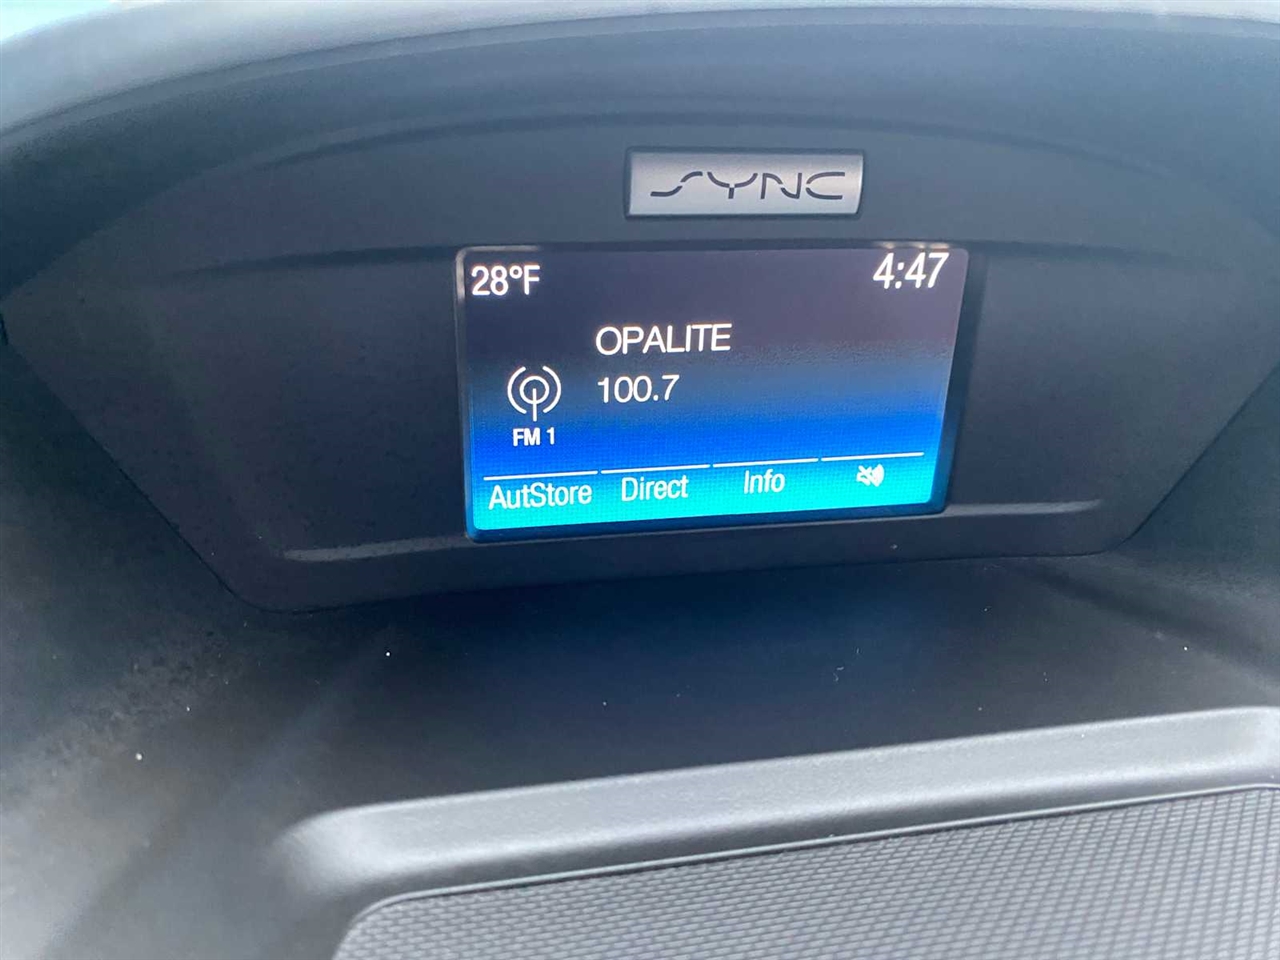 SYNC
28°F 4:47
OPALITE
100.7
FM 1
AutStore Direct Info